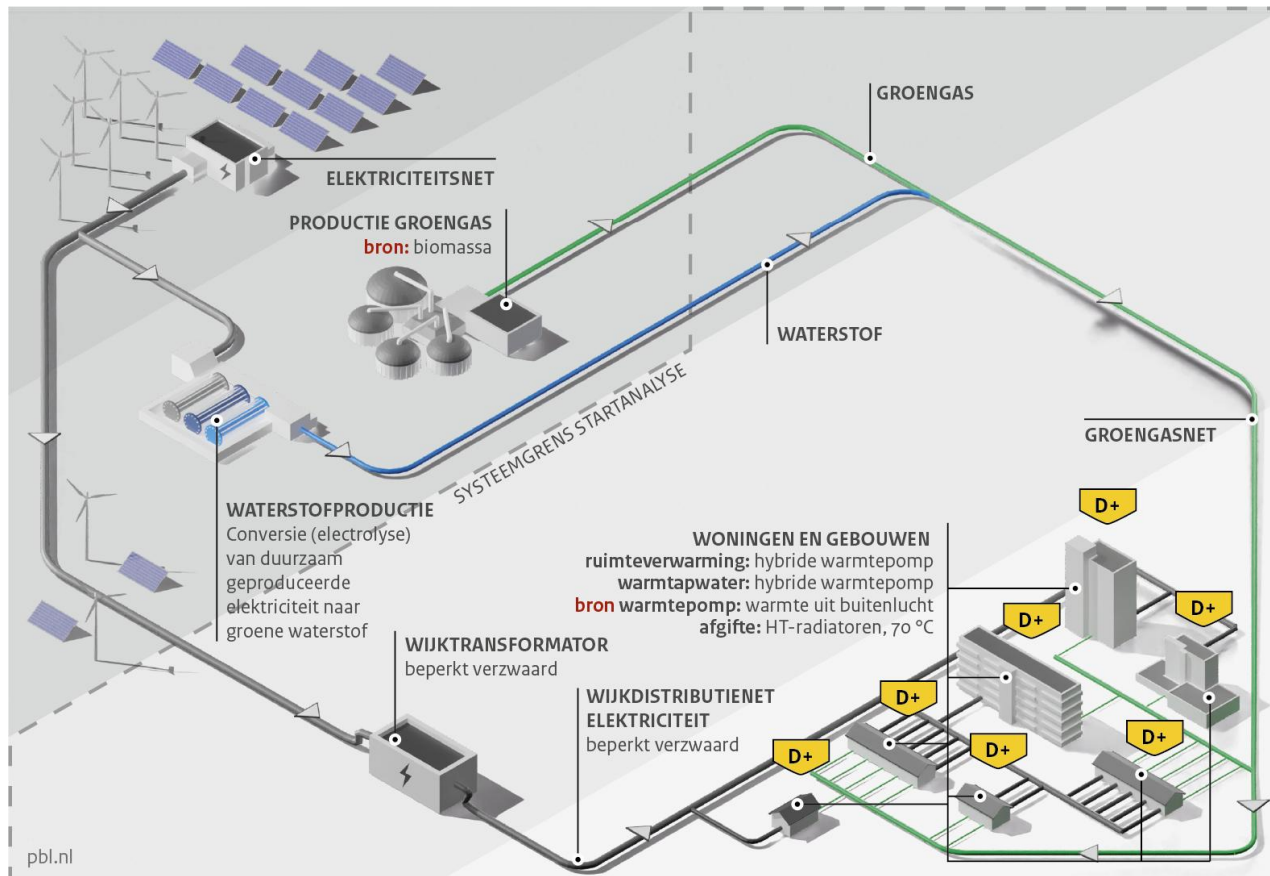 GROENGAS
ELEKTRICITEITSNET
PRODUCTIE GROENGAS
bron: biomassa
WATERSTOF
SYSTEEMGRENS STARTANALYSE
GROENGASNET
WATERSTOFPRODUCTIE
Conversie (electrolyse)
van duurzaam
geproduceerde
elektriciteit naar
groene waterstof
WONINGEN EN GEBOUWEN
ruimteverwarming: hybride warmtepomp
warmtapwater: hybride warmtepomp
bron warmtepomp: warmte uit buitenlucht
afgifte: HT-radiatoren, 70 °C
WIJKTRANSFORMATOR
beperkt verzwaard
WIJKDISTRIBUTIENET
ELEKTRICITEIT
beperkt verzwaard
D+
D+
D+
D+
D+
D+
D+
pbl.nl